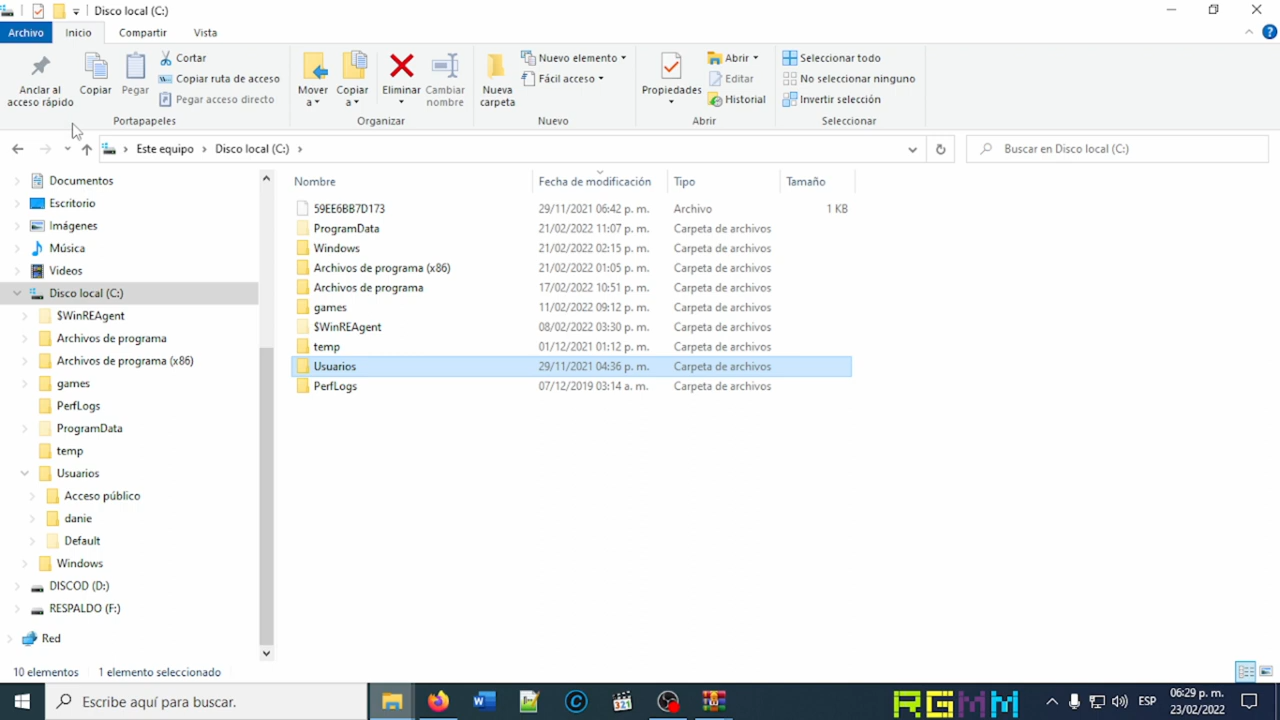 Disco local (C:)
Archivo Inicio Compartir Vista
Anclar al acceso rápido
Copiar
Pegar
Cortar
Copiar ruta de acceso
Pegar acceso directo
Portapapeles
Mover a
Copiar a
Eliminar
Cambiar nombre
Organizar
Nueva carpeta
Nuevo elemento
Fácil acceso
Nuevo
Propiedades
Abrir
Editar
Historial
Abrir
Seleccionar todo
No seleccionar ninguno
Invertir selección
Seleccionar
Este equipo > Disco local (C:) >
Buscar en Disco local (C:)
Documentos
Escritorio
Imágenes
Música
Videos
Disco local (C:)
$WinREAgent
Archivos de programa
Archivos de programa (x86)
games
PerfLogs
ProgramData
temp
Usuarios
Acceso público
danie
Default
Windows
DISCOD (D:)
RESPALDO (F:)
Red
Nombre Fecha de modificación Tipo Tamaño
59EE6BB7D173 29/11/2021 06:42 p. m. Archivo 1 KB
ProgramData 21/02/2022 11:07 p. m. Carpeta de archivos
Windows 21/02/2022 02:15 p. m. Carpeta de archivos
Archivos de programa (x86) 21/02/2022 01:05 p. m. Carpeta de archivos
Archivos de programa 17/02/2022 10:51 p. m. Carpeta de archivos
games 11/02/2022 09:12 p. m. Carpeta de archivos
$WinREAgent 08/02/2022 03:30 p. m. Carpeta de archivos
temp 01/12/2021 01:12 p. m. Carpeta de archivos
Usuarios 29/11/2021 04:36 p. m. Carpeta de archivos
PerfLogs 07/12/2019 03:14 a. m. Carpeta de archivos
10 elementos 1 elemento seleccionado
Escribe aquí para buscar.
321
RGMM
ESP
06:29 p. m.
23/02/2022